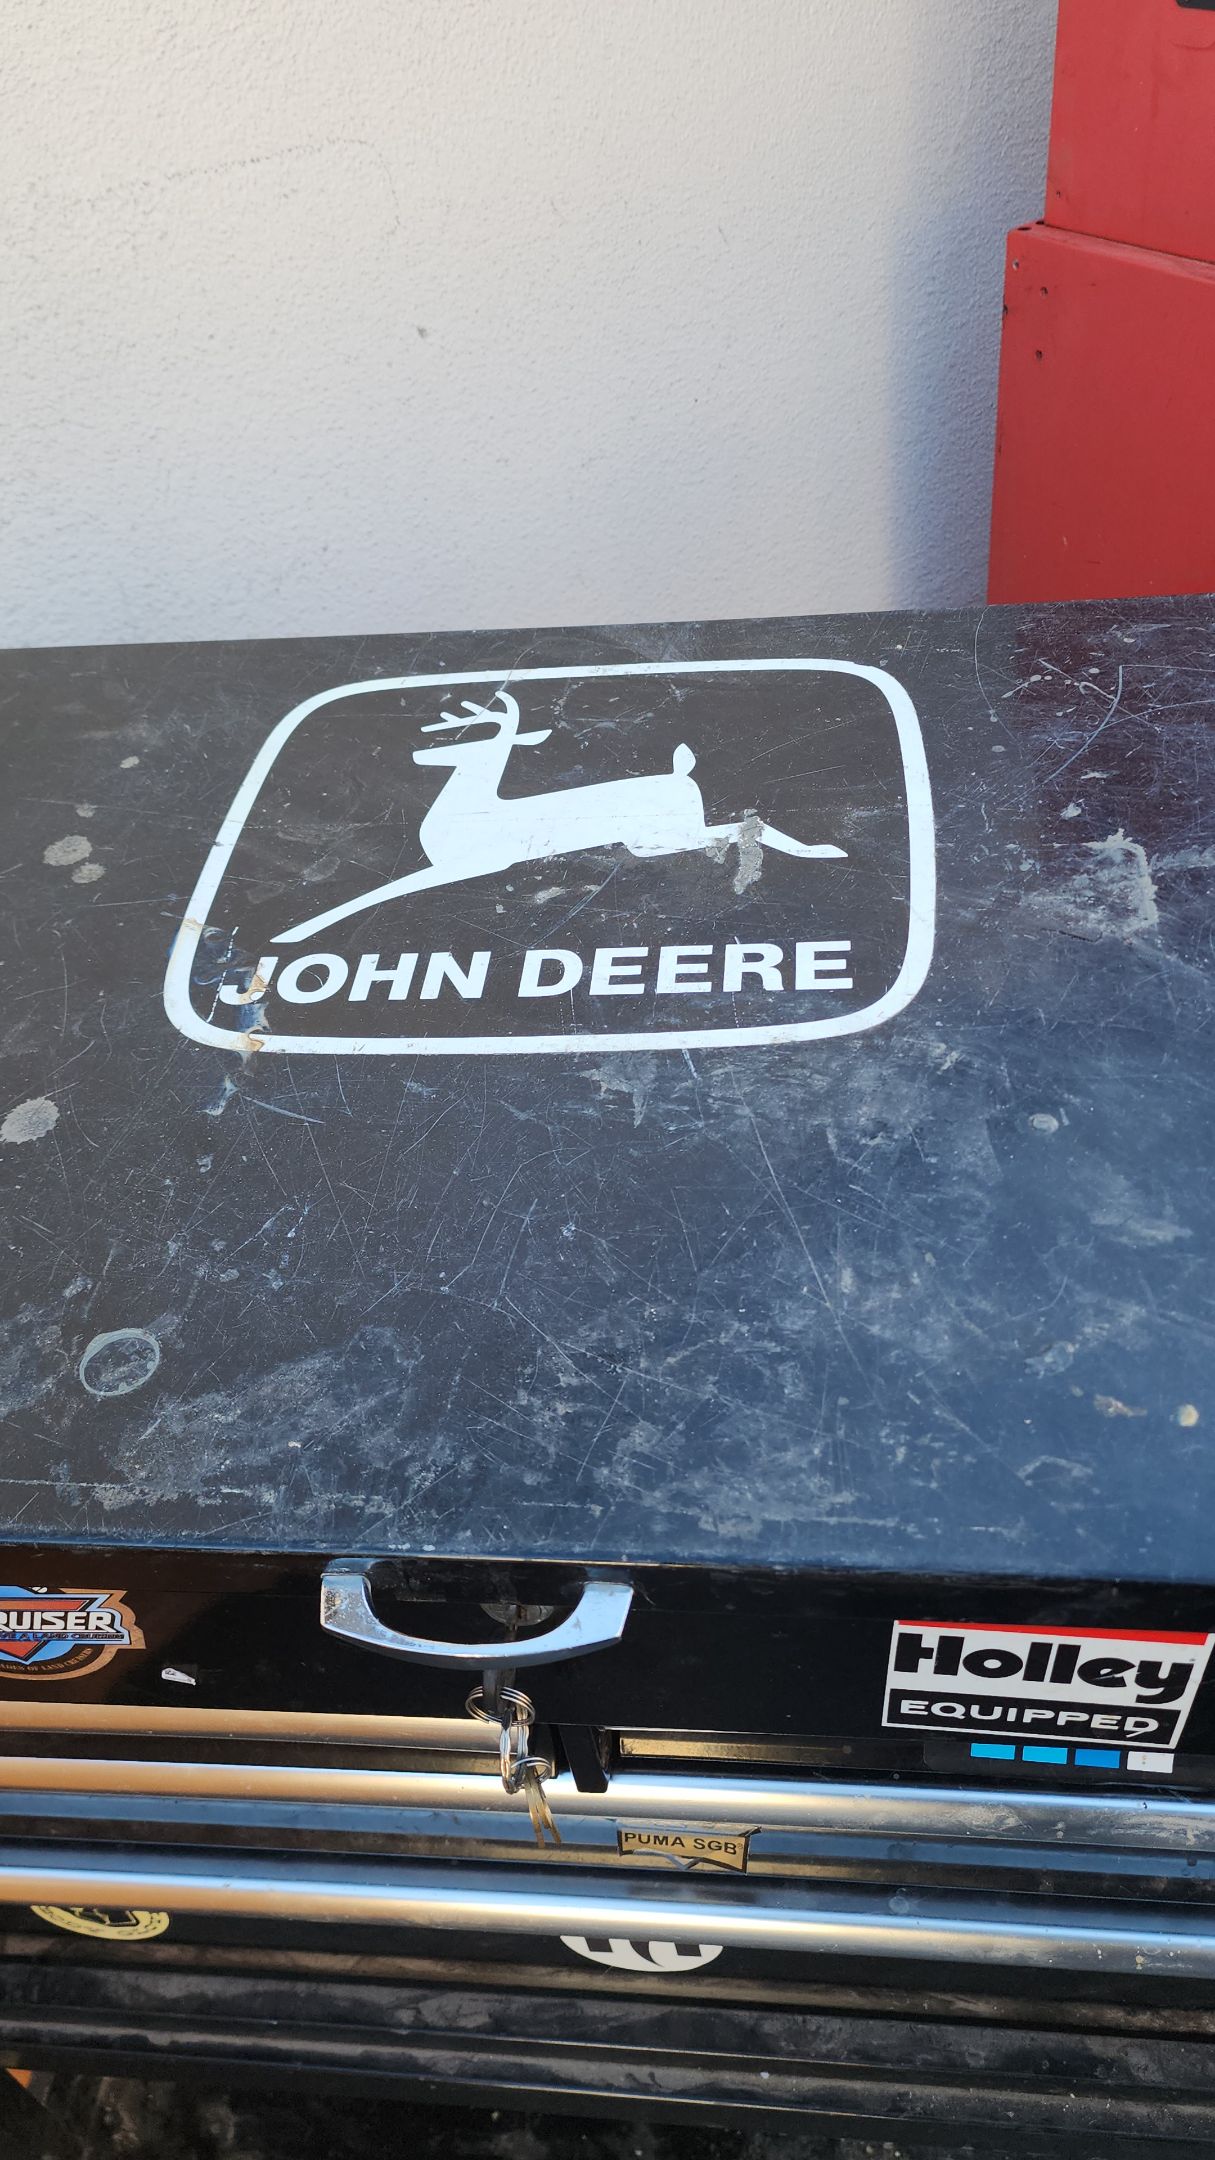 JOHN DEERE
RUISER
Holley
EQUIPPED
PUMA SGB